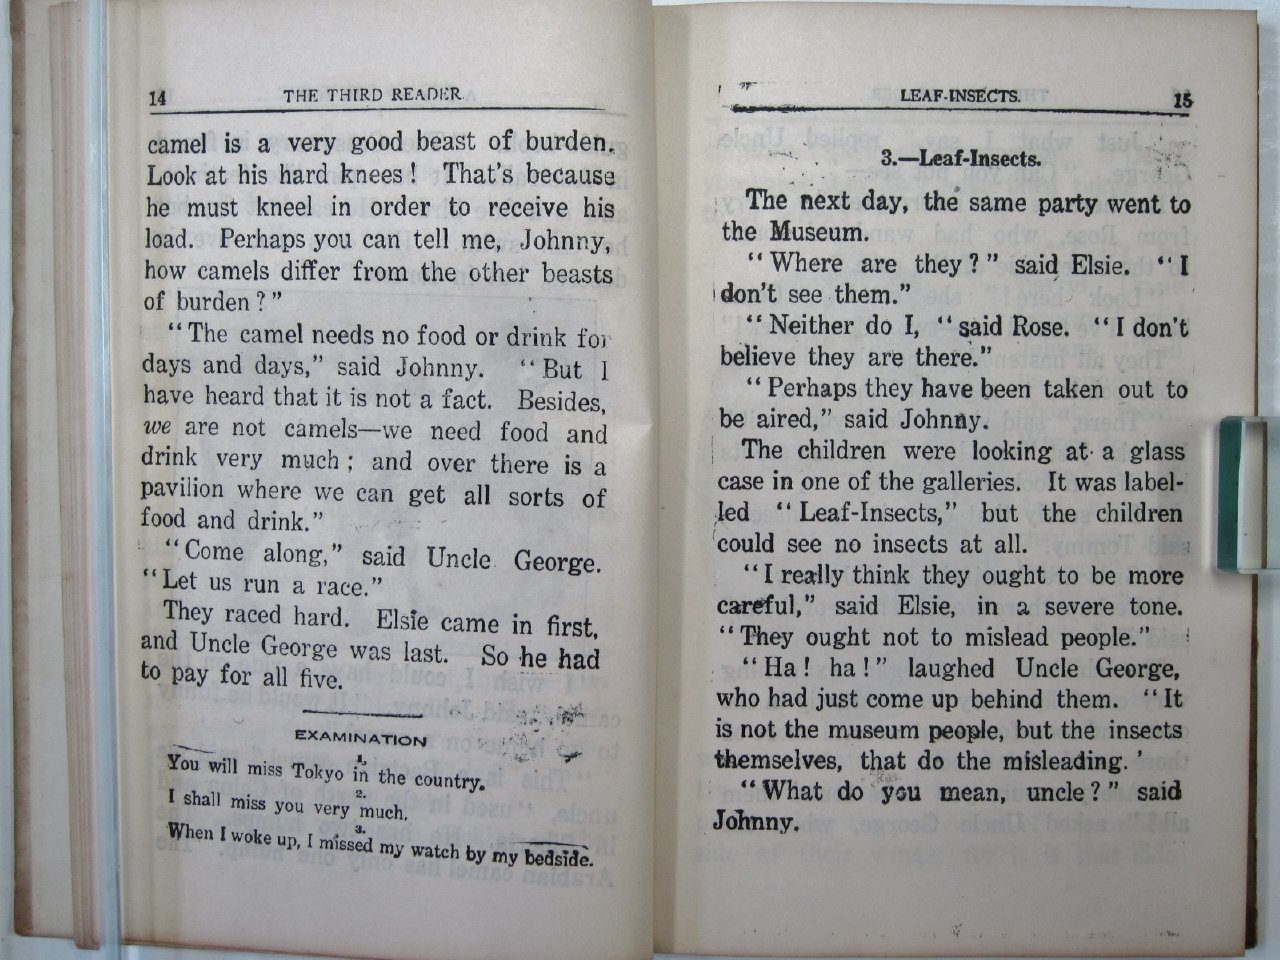 14 THE THIRD READER
camel is a very good beast of burden.
Look at his hard knees! That's because
he must kneel in order to receive his
load. Perhaps you can tell me, Johnny,
how camels differ from the other beasts
of burden?"
"The camel needs no food or drink for
days and days," said Johnny. "But I
have heard that it is not a fact. Besides,
we are not camels—we need food and
drink very much; and over there is a
pavilion where we can get all sorts of
food and drink."
"Come along," said Uncle George.
"Let us run a race."
They raced hard. Elsie came in first,
and Uncle George was last. So he had
to pay for all five.
EXAMINATION
1.
You will miss Tokyo in the country.
2.
I shall miss you very much.
3.
When I woke up, I missed my watch by my bedside.
LEAF-INSECTS. 15
3.—Leaf-Insects.
The next day, the same party went to
the Museum.
"Where are they?" said Elsie. "I
don't see them."
"Neither do I, "said Rose. "I don't
believe they are there."
"Perhaps they have been taken out to
be aired," said Johnny.
The children were looking at a glass
case in one of the galleries. It was label-
led "Leaf-Insects," but the children
could see no insects at all.
"I really think they ought to be more
careful," said Elsie, in a severe tone.
"They ought not to mislead people."
"Ha! ha!" laughed Uncle George,
who had just come up behind them. "It
is not the museum people, but the insects
themselves, that do the misleading.'
"What do you mean, uncle?" said
Johnny.